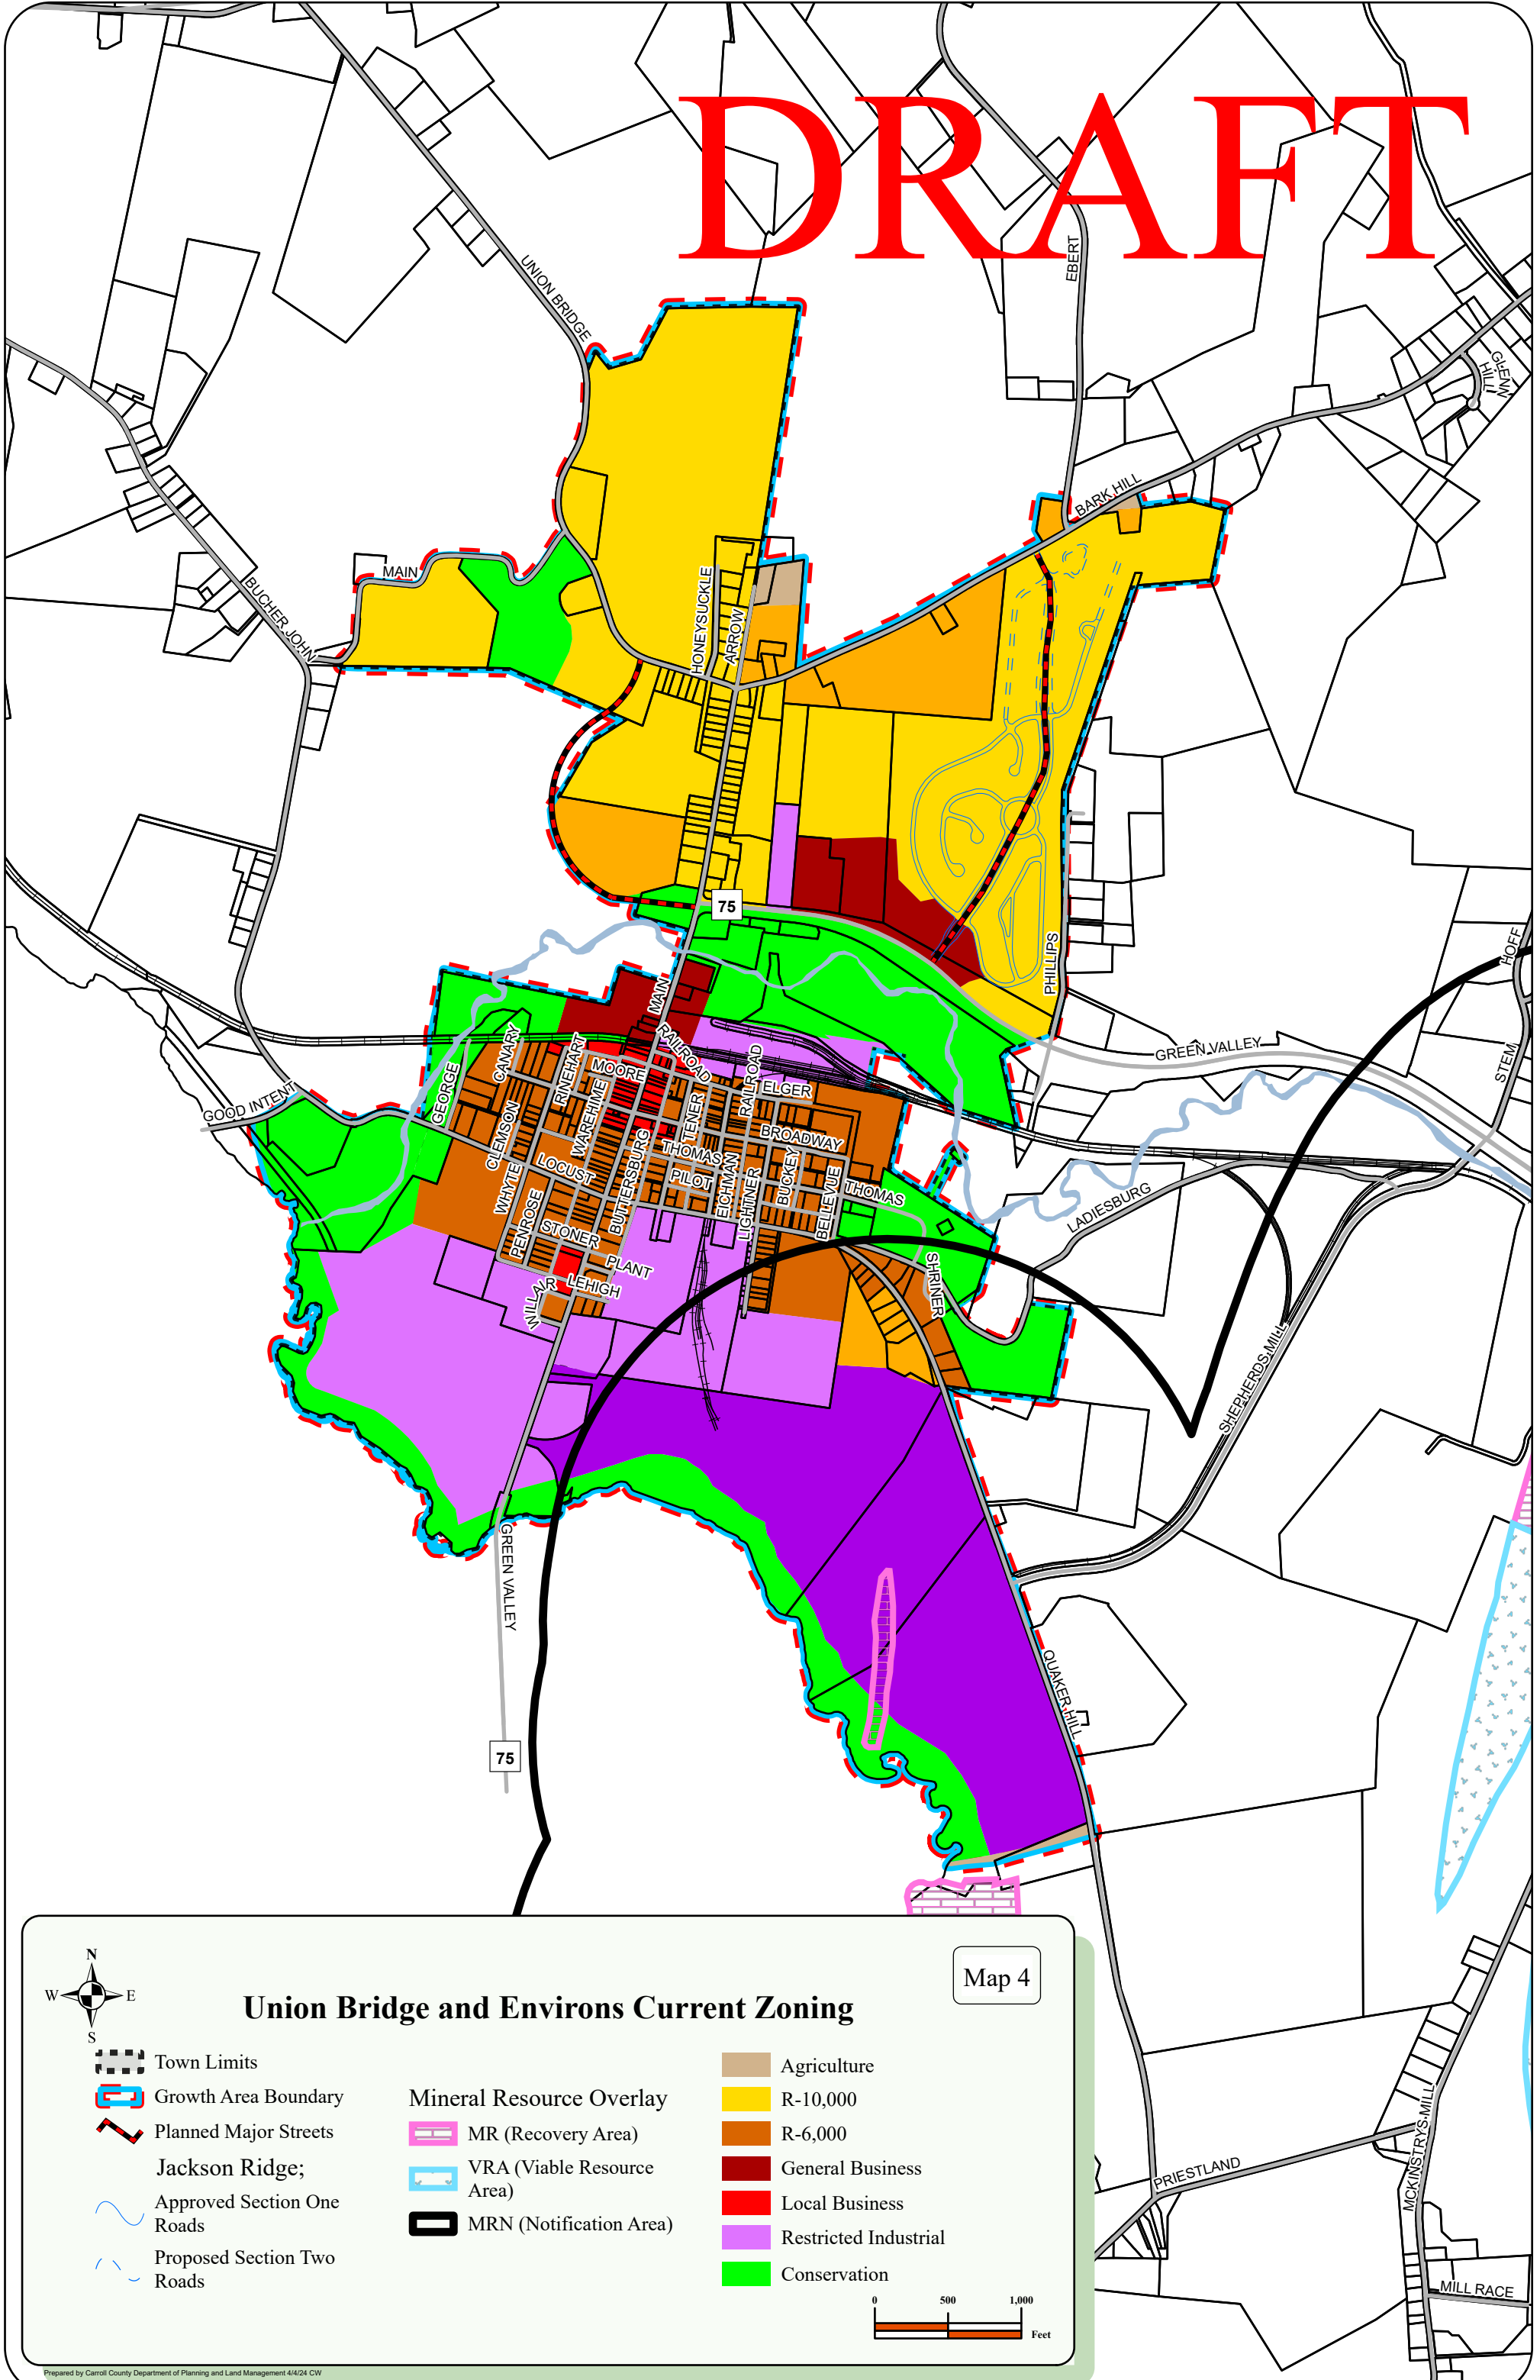 DRAFT
UNION BRIDGE
EBERT
GLENN
HILL
BARK HILL
MAIN
BUCHER JOHN
HONEYSUCKLE
ARROW
75
PHILLIPS
HOFF
MAIN
GREEN VALLEY
STEM
GOOD INTENT
GEORGE
CANARY
RINEHART
MOORE
RAILROAD
RAILROAD
ELGER
CLEMSON
WAREHIME
TENER
BROADWAY
THOMAS
WHYTE
LOCUST
BUTTERSBURG
PILOT
EICHMAN
LIGHTNER
BUCKEY
BELLEVUE
THOMAS
LADIESBURG
PENROSE
STONER
PLANT
LEHIGH
WILLAIR
SHRINER
SHEPHERDS MILL
GREEN VALLEY
QUAKER HILL
75
PRIESTLAND
MCKINSTRYS MILL
MILL RACE
N
W E
S
Map 4
Union Bridge and Environs Current Zoning
Town Limits
Growth Area Boundary
Planned Major Streets
Jackson Ridge;
Approved Section One
Roads
Proposed Section Two
Roads
Mineral Resource Overlay
MR (Recovery Area)
VRA (Viable Resource
Area)
MRN (Notification Area)
Agriculture
R-10,000
R-6,000
General Business
Local Business
Restricted Industrial
Conservation
0 500 1,000
Feet
Prepared by Carroll County Department of Planning and Land Management 4/4/24 CW